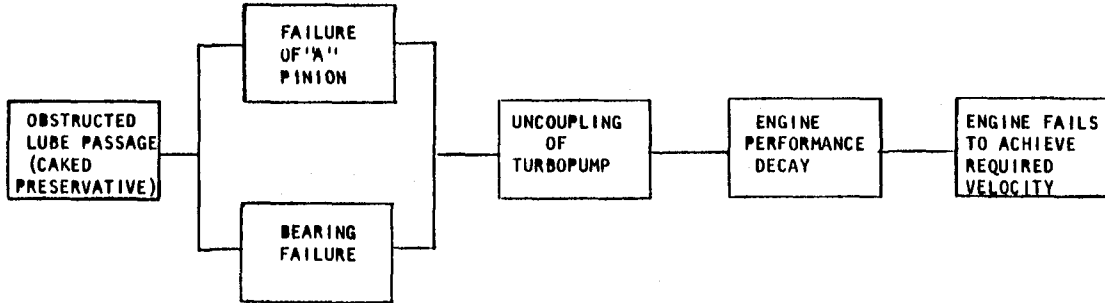 FAILURE
OF "A"
PINION
OBSTRUCTED
LUBE PASSAGE
(CAKED
PRESERVATIVE)
BEARING
FAILURE
UNCOUPLING
OF
TURBOPUMP
ENGINE
PERFORMANCE
DECAY
ENGINE FAILS
TO ACHIEVE
REQUIRED
VELOCITY